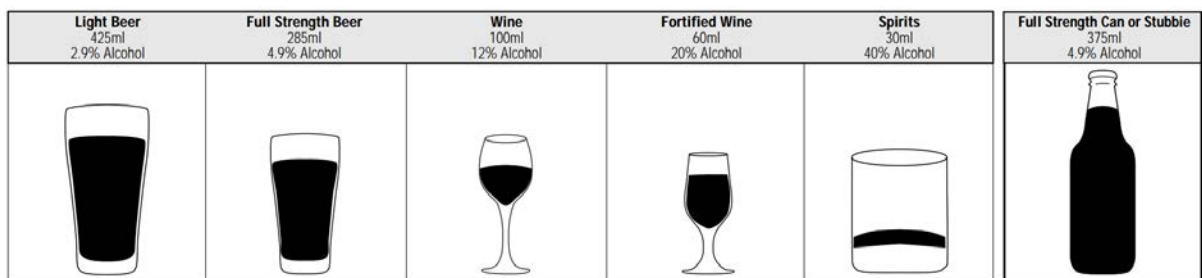 Light Beer
425ml
2.9% Alcohol
Full Strength Beer
285ml
4.9% Alcohol
Wine
100ml
12% Alcohol
Fortified Wine
60ml
20% Alcohol
Spirits
30ml
40% Alcohol
Full Strength Can or Stubbie
375ml
4.9% Alcohol